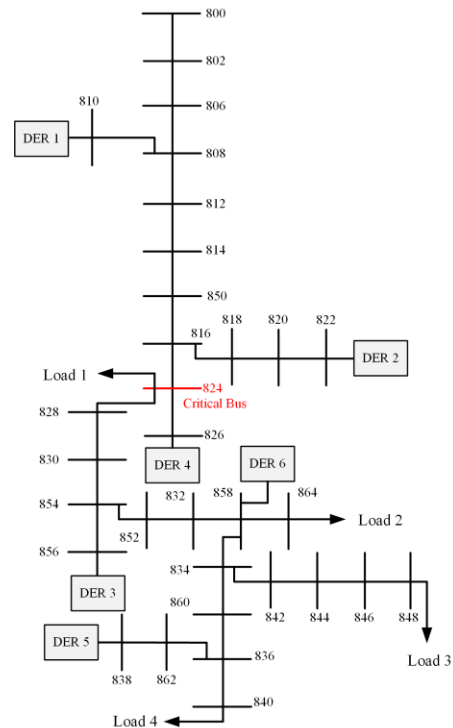 800
802
806
810
DER 1
808
812
814
850
818
820
822
816
DER 2
Load 1
824
Critical Bus
828
826
830
DER 4
DER 6
832
858
864
854
852
Load 2
856
834
DER 3
842
844
846
848
860
DER 5
836
838
862
Load 3
840
Load 4